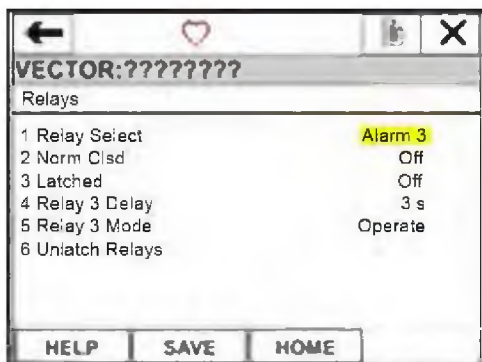 VECTOR:????????
Relays
1 Relay Select Alarm 3
2 Norm Clsd Off
3 Latched Off
4 Relay 3 Delay 3 s
5 Relay 3 Mode Operate
6 Unlatch Relays
HELP SAVE HOME